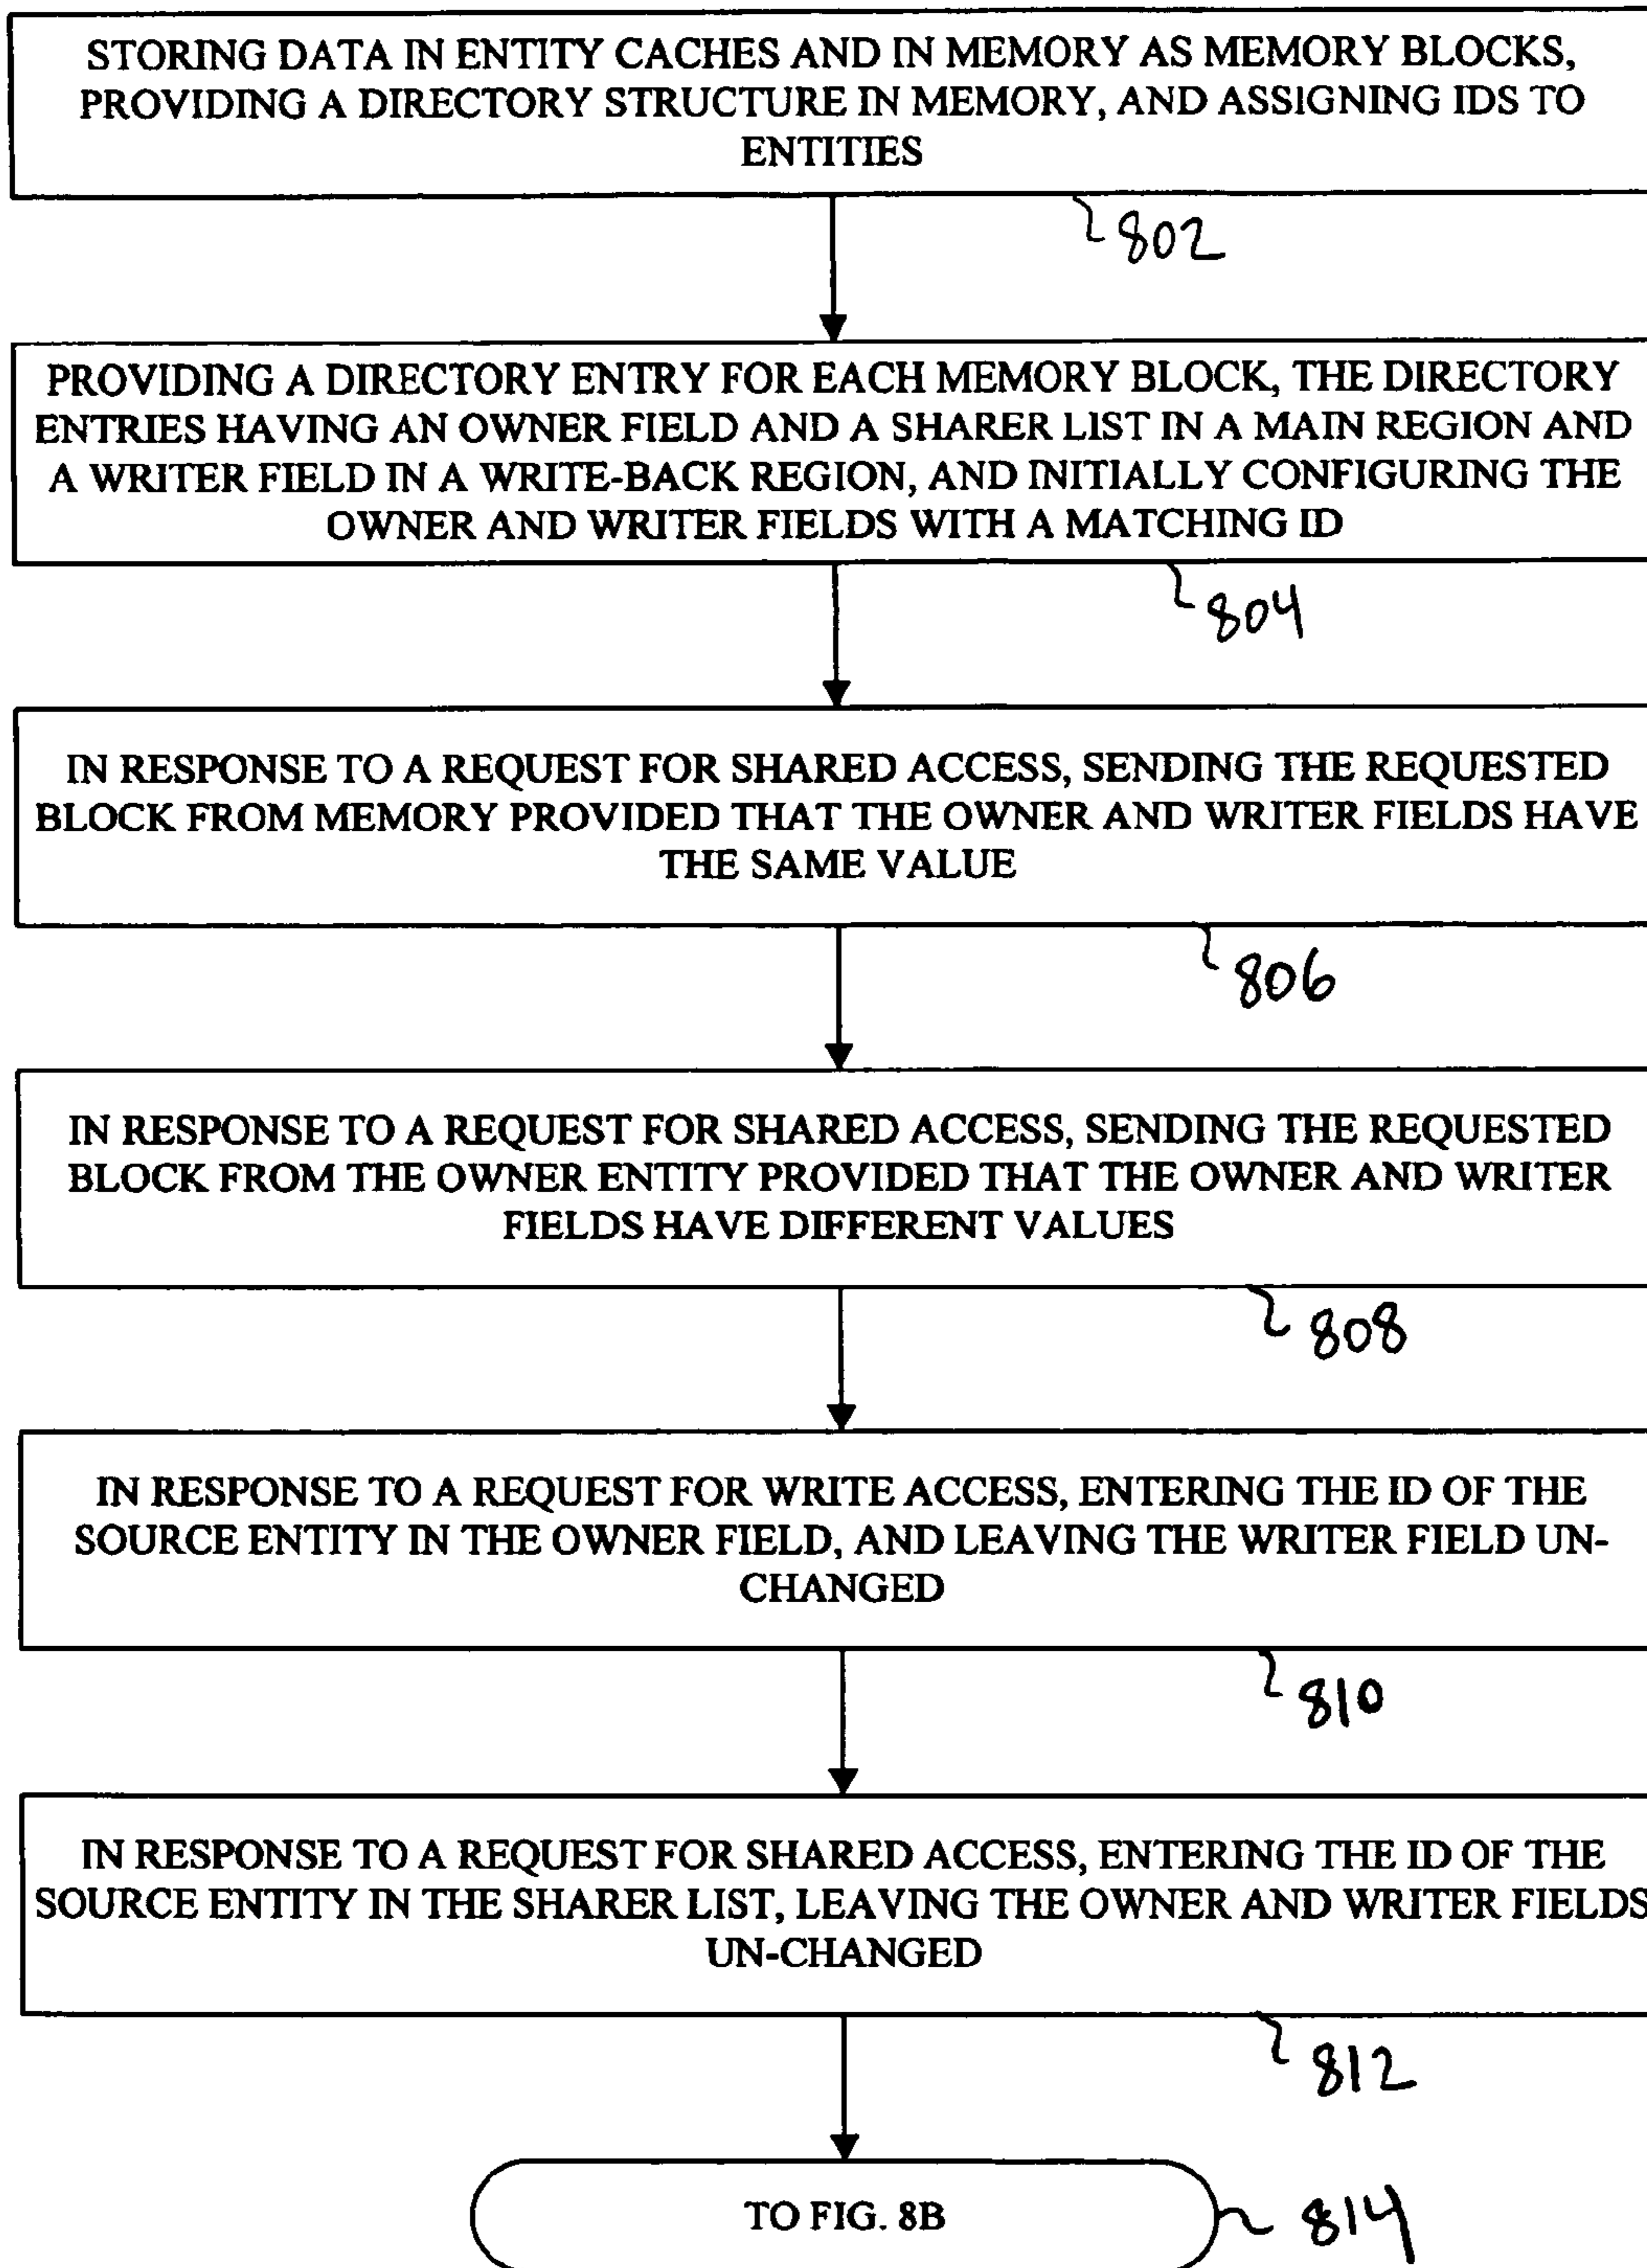 STORING DATA IN ENTITY CACHES AND IN MEMORY AS MEMORY BLOCKS,
PROVIDING A DIRECTORY STRUCTURE IN MEMORY, AND ASSIGNING IDS TO
ENTITIES
802
PROVIDING A DIRECTORY ENTRY FOR EACH MEMORY BLOCK, THE DIRECTORY
ENTRIES HAVING AN OWNER FIELD AND A SHARER LIST IN A MAIN REGION AND
A WRITER FIELD IN A WRITE-BACK REGION, AND INITIALLY CONFIGURING THE
OWNER AND WRITER FIELDS WITH A MATCHING ID
804
IN RESPONSE TO A REQUEST FOR SHARED ACCESS, SENDING THE REQUESTED
BLOCK FROM MEMORY PROVIDED THAT THE OWNER AND WRITER FIELDS HAVE
THE SAME VALUE
806
IN RESPONSE TO A REQUEST FOR SHARED ACCESS, SENDING THE REQUESTED
BLOCK FROM THE OWNER ENTITY PROVIDED THAT THE OWNER AND WRITER
FIELDS HAVE DIFFERENT VALUES
808
IN RESPONSE TO A REQUEST FOR WRITE ACCESS, ENTERING THE ID OF THE
SOURCE ENTITY IN THE OWNER FIELD, AND LEAVING THE WRITER FIELD UN-
CHANGED
810
IN RESPONSE TO A REQUEST FOR SHARED ACCESS, ENTERING THE ID OF THE
SOURCE ENTITY IN THE SHARER LIST, LEAVING THE OWNER AND WRITER FIELDS
UN-CHANGED
812
TO FIG. 8B
814